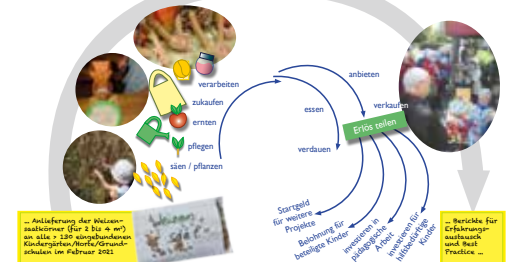 verarbeiten
zukaufen
ernten
pflegen
säen / pflanzen
anbieten
essen
verkaufen
verdauen
Erlös teilen
Startgeld
für weitere
Projekte
Belohnung für
beteiligte Kinder
investieren in
pädagogische
Arbeit
investieren für
hilfsbedürftige
Kinder
Weizen
... Anlieferung der Weizen-
saatkörner (für 2 bis 4 m²)
an alle > 130 eingebundenen
Kindergärten/Horte/Grund-
schulen im Februar 2021
... Berichte für
Erfahrungs-
austausch
und Best
Practice ...